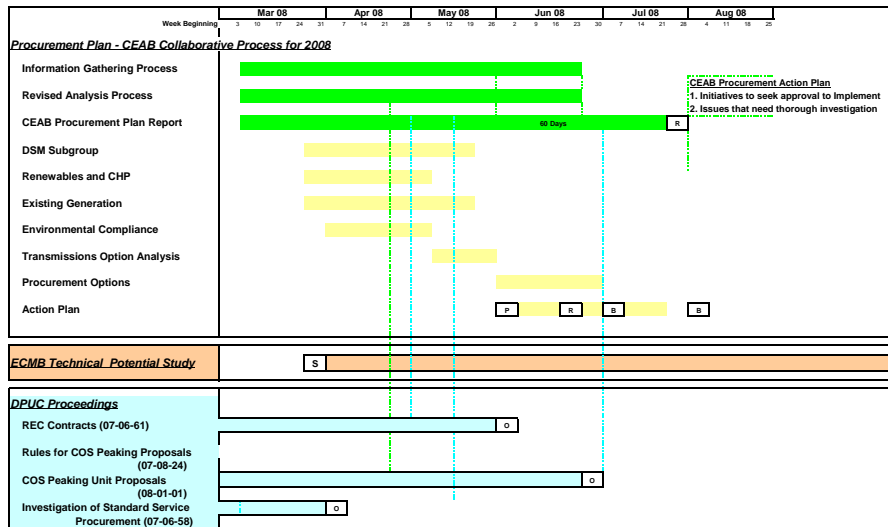 Mar 08 Apr 08 May 08 Jun 08 Jul 08 Aug 08
Week Beginning 3 10 17 24 31 7 14 21 28 5 12 19 26 2 9 16 23 30 7 14 21 28 4 11 18 25
Procurement Plan - CEAB Collaborative Process for 2008
Information Gathering Process
CEAB Procurement Action Plan
Revised Analysis Process
1. Initiatives to seek approval to Implement
2. Issues that need thorough investigation
CEAB Procurement Plan Report 60 Days R
DSM Subgroup
Renewables and CHP
Existing Generation
Environmental Compliance
Transmissions Option Analysis
Procurement Options
Action Plan P R B B
ECMB Technical Potential Study S
DPUC Proceedings
REC Contracts (07-06-61) O
Rules for COS Peaking Proposals
(07-08-24)
COS Peaking Unit Proposals O
(08-01-01)
Investigation of Standard Service O
Procurement (07-06-58)